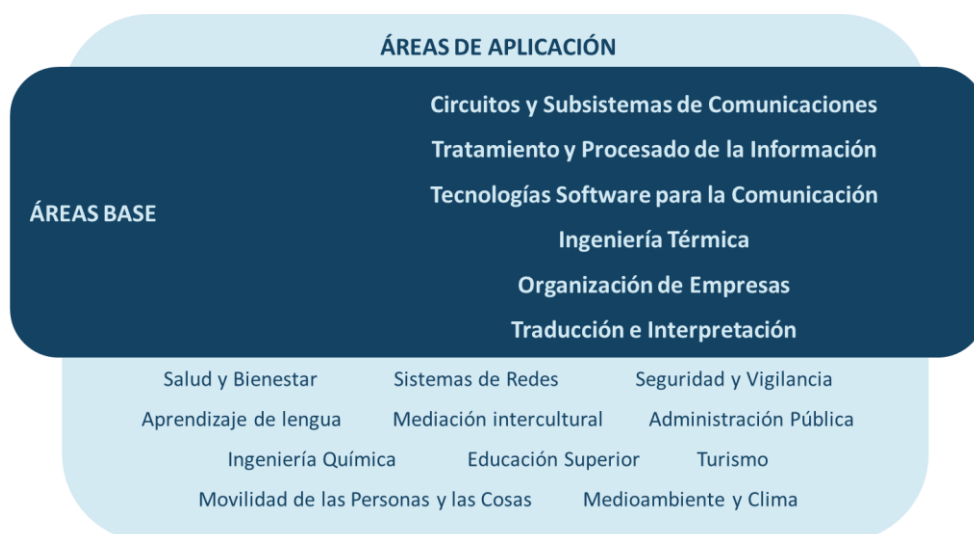 ÁREAS DE APLICACIÓN
Circuitos y Subsistemas de Comunicaciones
Tratamiento y Procesado de la Información
Tecnologías Software para la Comunicación
ÁREAS BASE
Ingeniería Térmica
Organización de Empresas
Traducción e Interpretación
Salud y Bienestar Sistemas de Redes Seguridad y Vigilancia
Aprendizaje de lengua Mediación intercultural Administración Pública
Ingeniería Química Educación Superior Turismo
Movilidad de las Personas y las Cosas Medioambiente y Clima